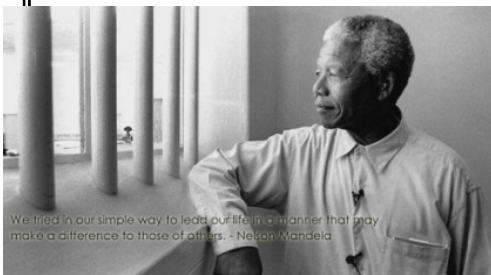 We tried in our simple way to lead our life in a manner that may
make a difference to those of others. - Nelson Mandela